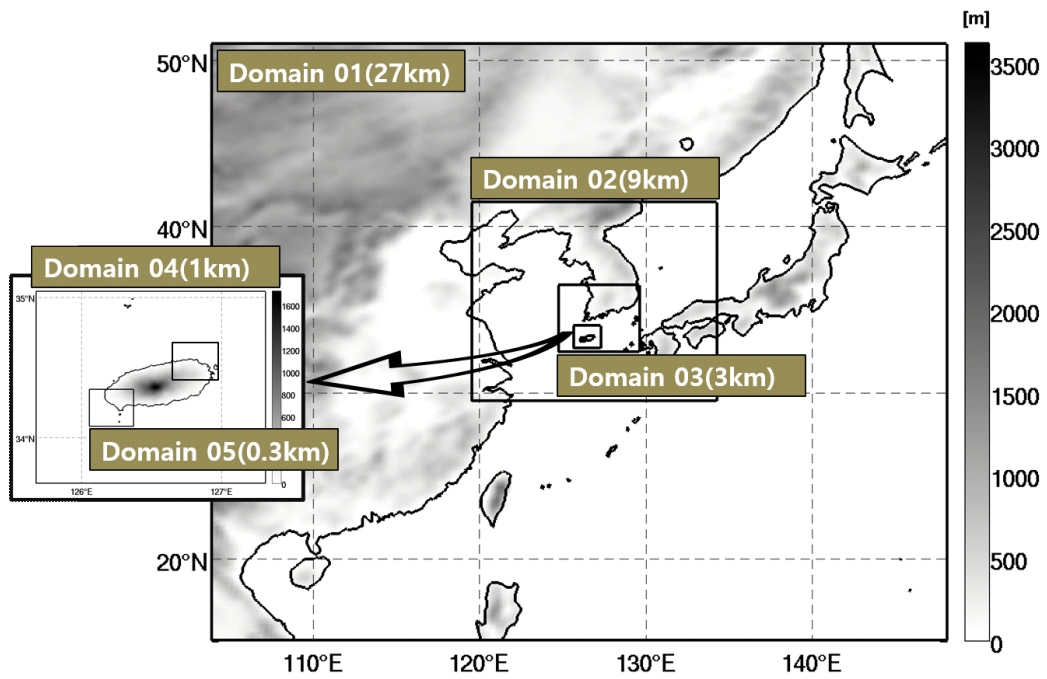 [m]
50°N
Domain 01(27km)
3500
3000
Domain 02(9km)
40°N
2500
Domain 04(1km)
35°N
1600
1400
1200
1000
800
600
2000
Domain 03(3km)
1500
34°N
Domain 05(0.3km)
0
126°E
127°E
1000
20°N
500
0
110°E
120°E
130°E
140°E